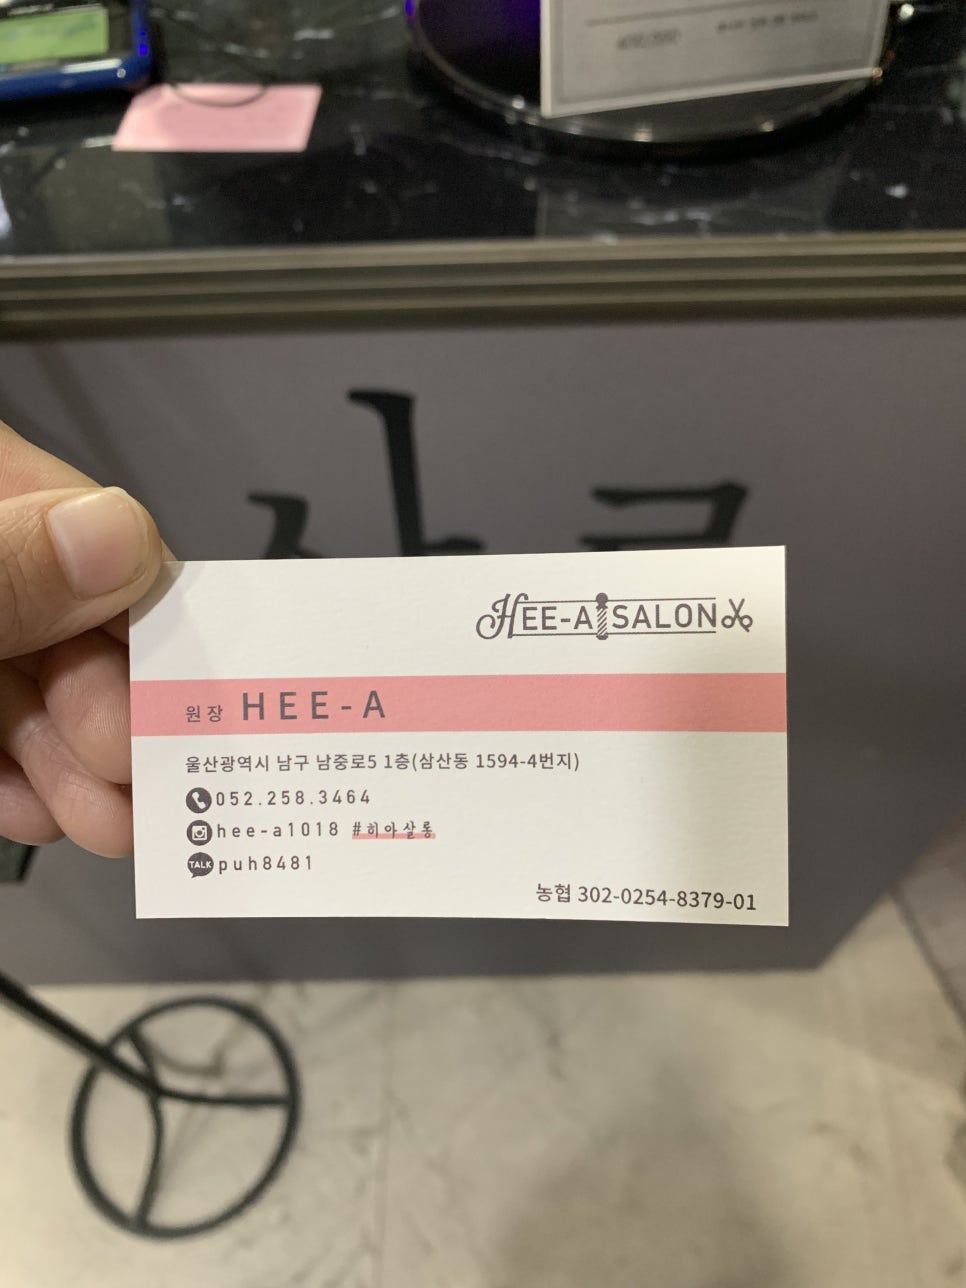 HEE-A SALON
원장 HEE-A
울산광역시 남구 남중로5 1층(삼산동 1594-4번지)
052.258.3464
hee-a1018 #히아살롱
TALK puh8481
농협 302-0254-8379-01